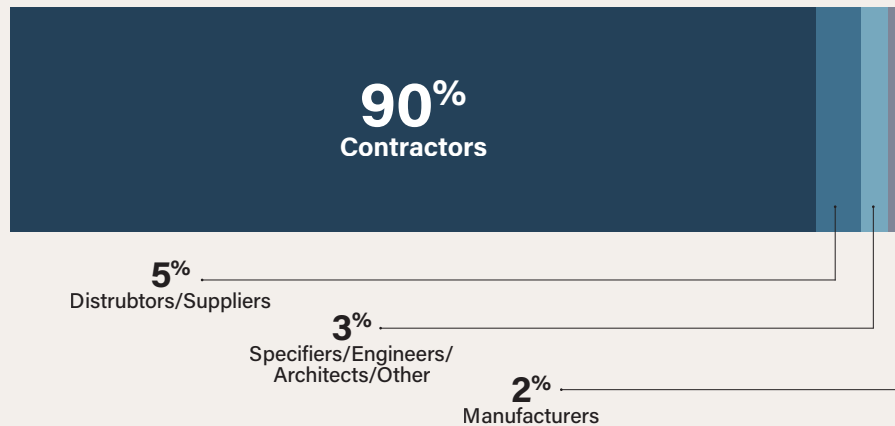 90%
Contractors
5%
Distrubtors/Suppliers
3%
Specifiers/Engineers/
Architects/Other
2%
Manufacturers